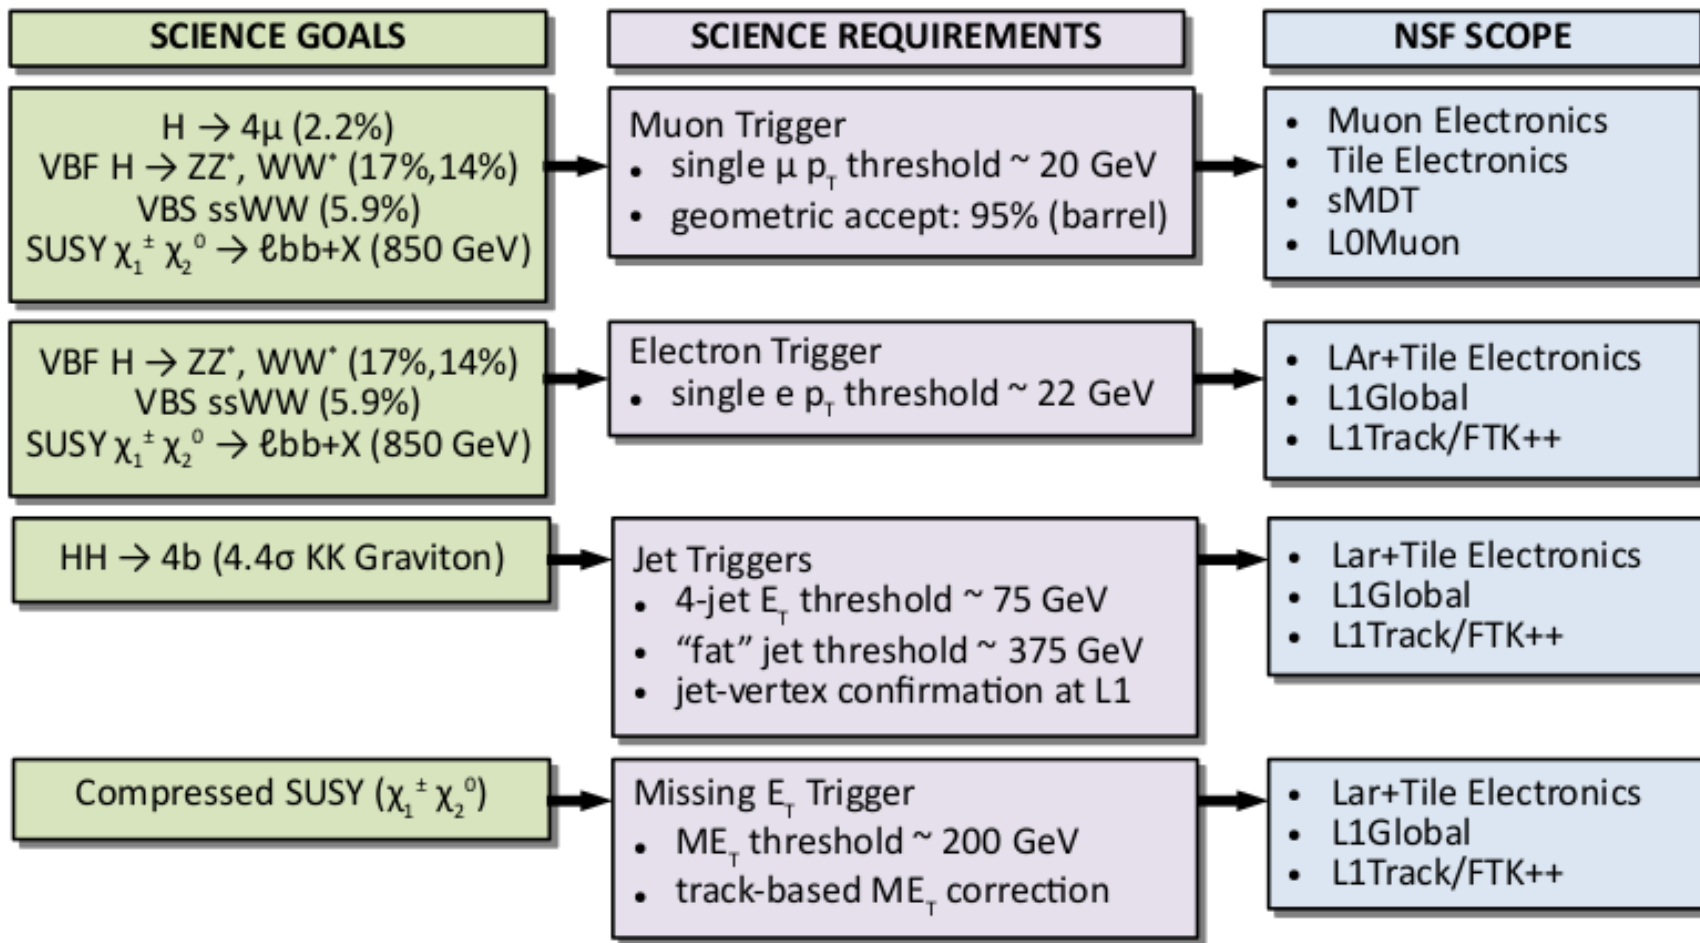 SCIENCE GOALS
SCIENCE REQUIREMENTS
NSF SCOPE
H → 4μ (2.2%)
VBF H → ZZ*, WW* (17%,14%)
VBS ssWW (5.9%)
SUSY χ₁± χ₂⁰ → ℓbb+X (850 GeV)
Muon Trigger
• single μ p_T threshold ~ 20 GeV
• geometric accept: 95% (barrel)
• Muon Electronics
• Tile Electronics
• sMDT
• L0Muon
VBF H → ZZ*, WW* (17%,14%)
VBS ssWW (5.9%)
SUSY χ₁± χ₂⁰ → ℓbb+X (850 GeV)
Electron Trigger
• single e p_T threshold ~ 22 GeV
• LAr+Tile Electronics
• L1Global
• L1Track/FTK++
HH → 4b (4.4σ KK Graviton)
Jet Triggers
• 4-jet E_T threshold ~ 75 GeV
• “fat” jet threshold ~ 375 GeV
• jet-vertex confirmation at L1
• Lar+Tile Electronics
• L1Global
• L1Track/FTK++
Compressed SUSY (χ₁± χ₂⁰)
Missing E_T Trigger
• ME_T threshold ~ 200 GeV
• track-based ME_T correction
• Lar+Tile Electronics
• L1Global
• L1Track/FTK++